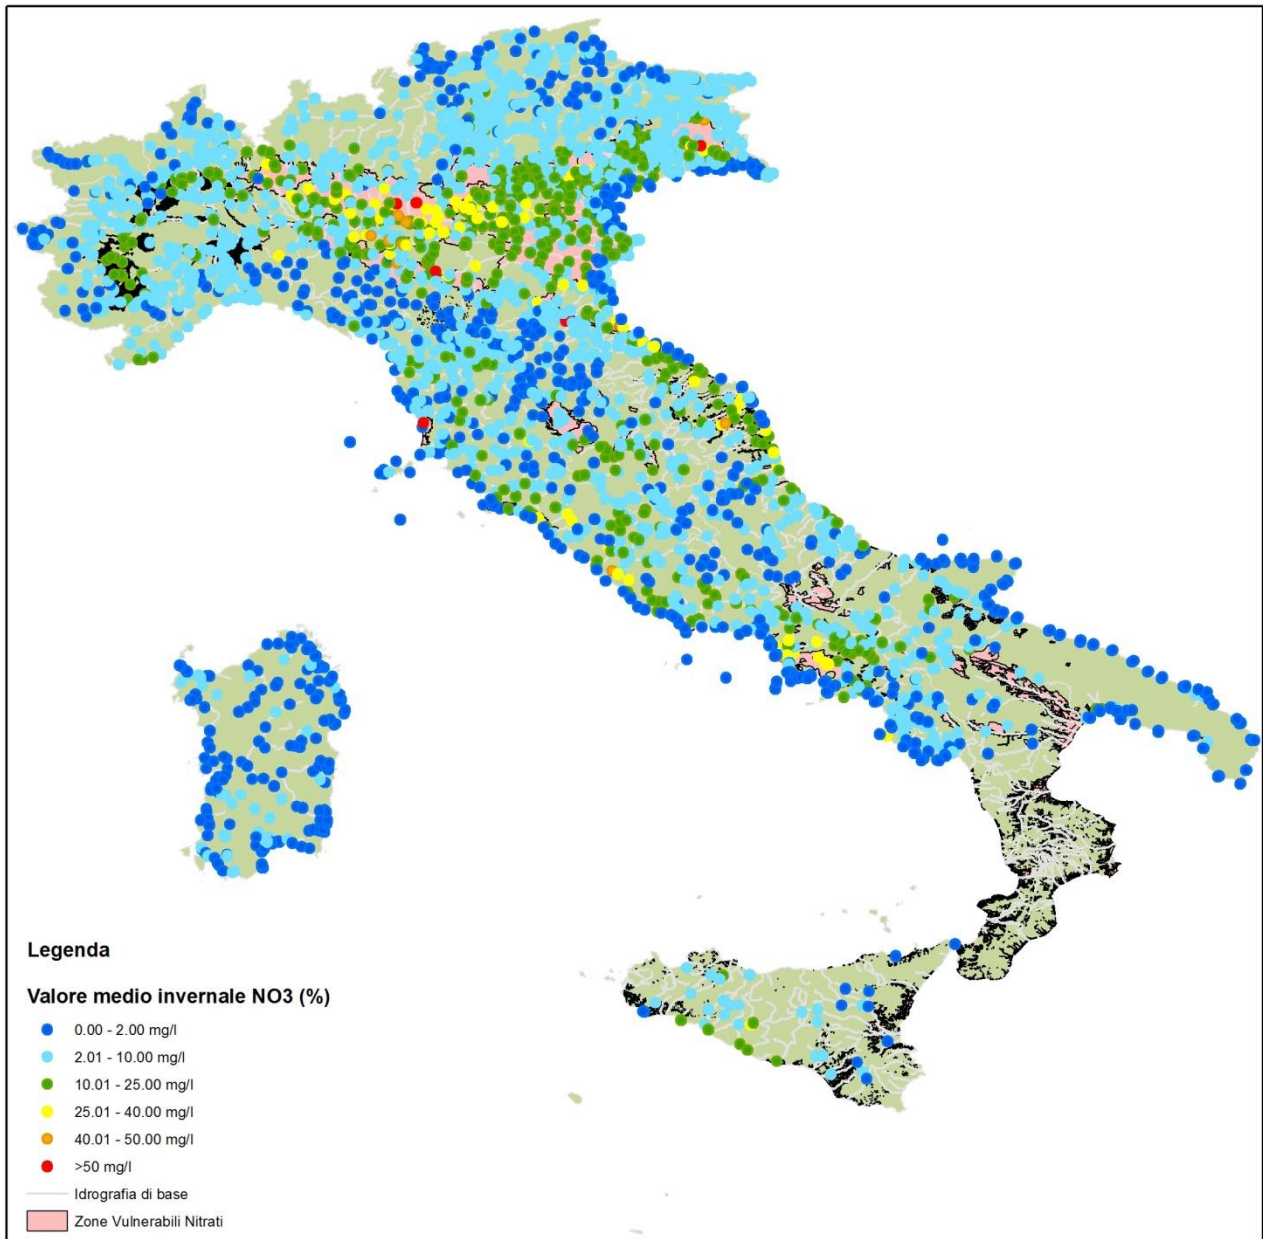 Legenda
Valore medio invernale NO3 (%)
0.00 - 2.00 mg/l
2.01 - 10.00 mg/l
10.01 - 25.00 mg/l
25.01 - 40.00 mg/l
40.01 - 50.00 mg/l
>50 mg/l
Idrografia di base
Zone Vulnerabili Nitrati